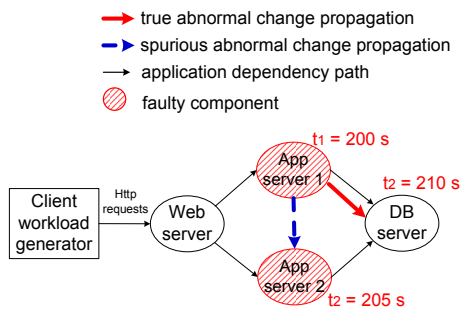 true abnormal change propagation
spurious abnormal change propagation
application dependency path
faulty component
t1 = 200 s
App
server 1
t2 = 210 s
Client
workload
generator
Http
requests
Web
server
DB
server
App
server 2
t2 = 205 s